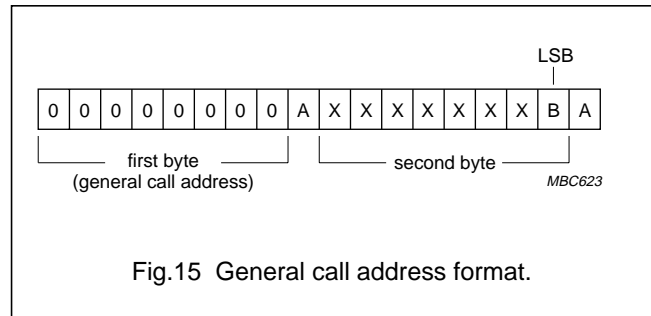 LSB
0 0 0 0 0 0 0 0 A X X X X X X X B A
first byte
(general call address)
second byte
MBC623
Fig.15 General call address format.